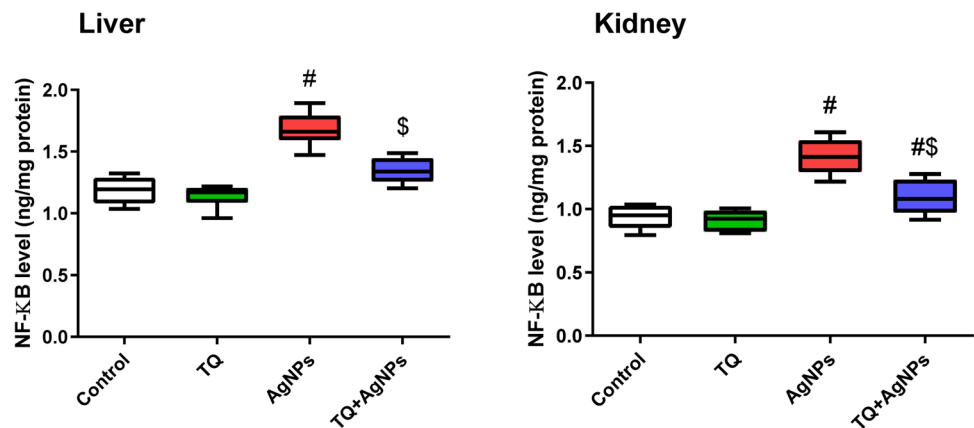 Liver
NF-KB level (ng/mg protein)
2.0
1.5
1.0
0.5
0.0
#
$
Control
TQ
AgNPs
TQ+AgNPs
Kidney
NF-KB level (ng/mg protein)
2.0
1.5
1.0
0.5
0.0
#
#$
Control
TQ
AgNPs
TQ+AgNPs